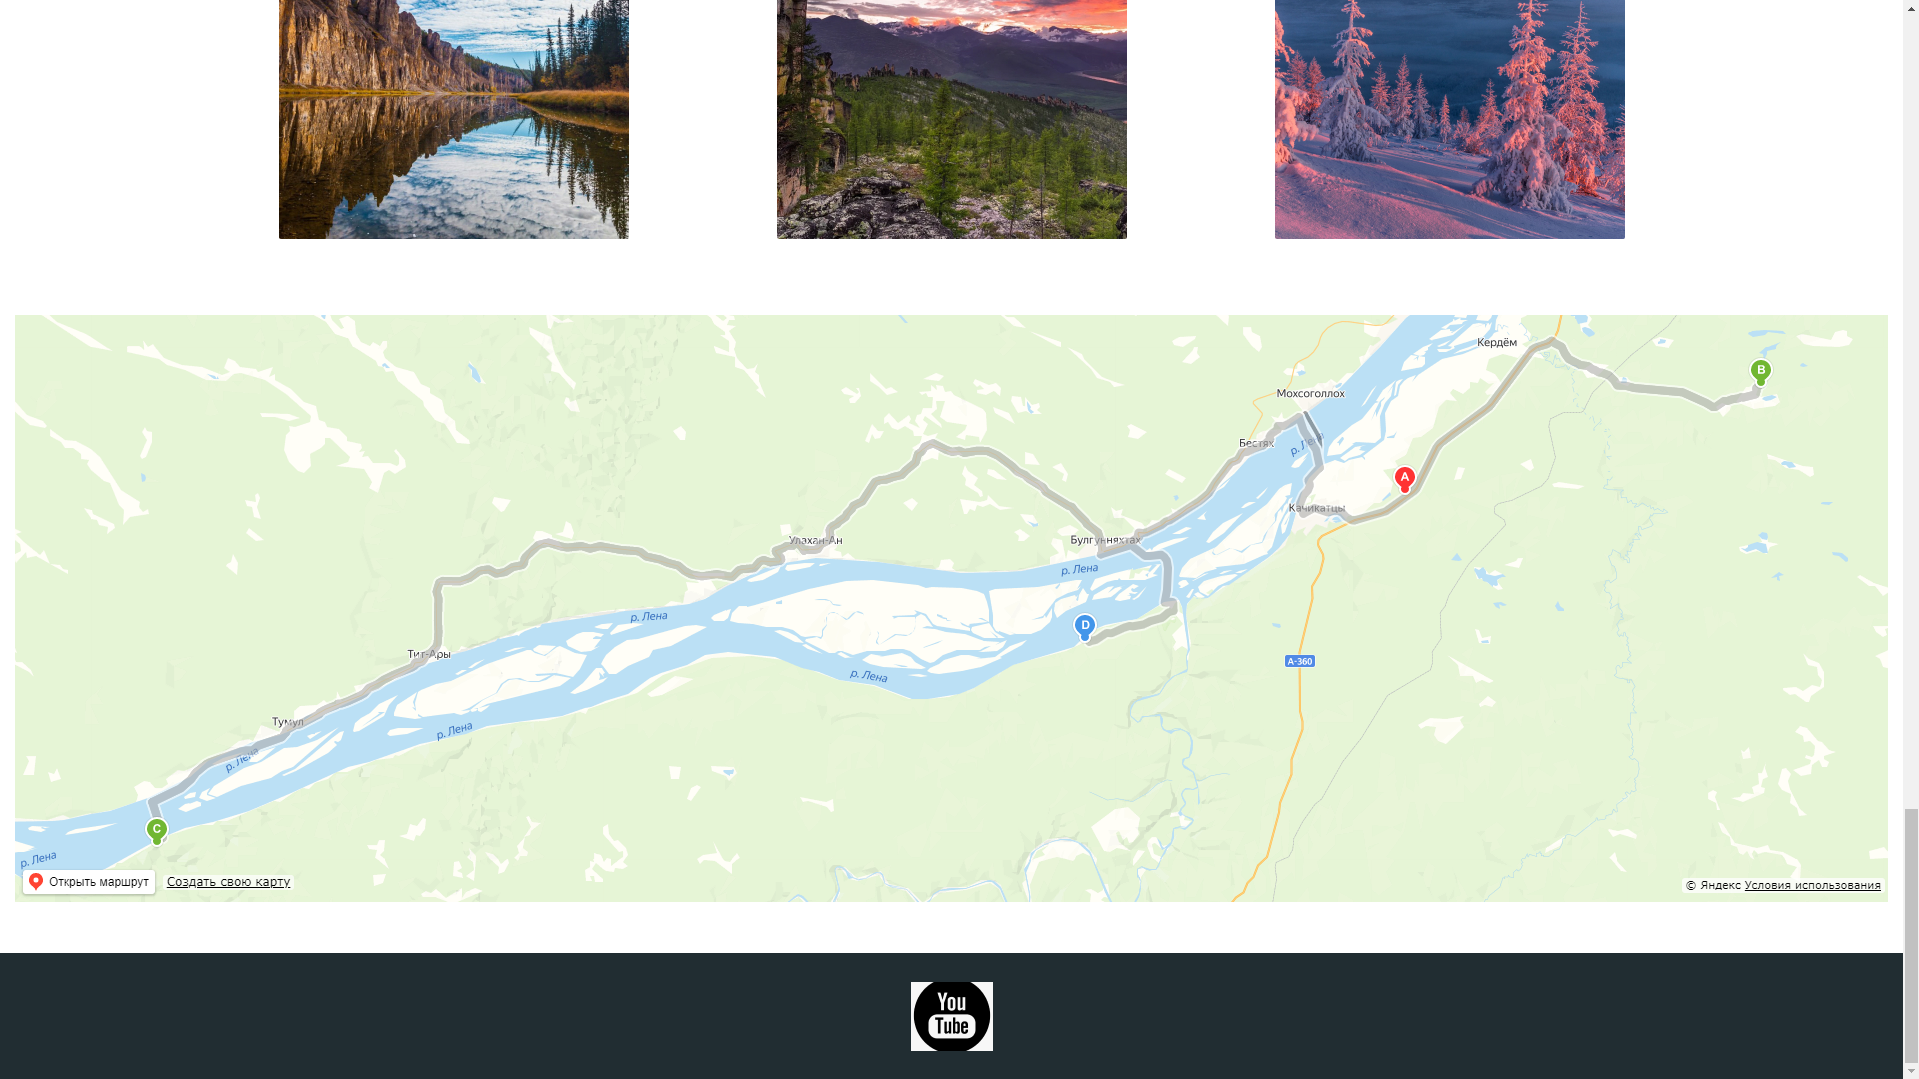 Кердём
B
Мохсоголлох
р. Лена
Бестях
A
Качикатцы
Улахан-Ан
Булгунняхтах
р. Лена
р. Лена
D
Тит-Ары
А-360
р. Лена
Тумул
р. Лена
р. Лена
C
р. Лена
Открыть маршрут
Создать свою карту
© Яндекс Условия использования
You
Tube